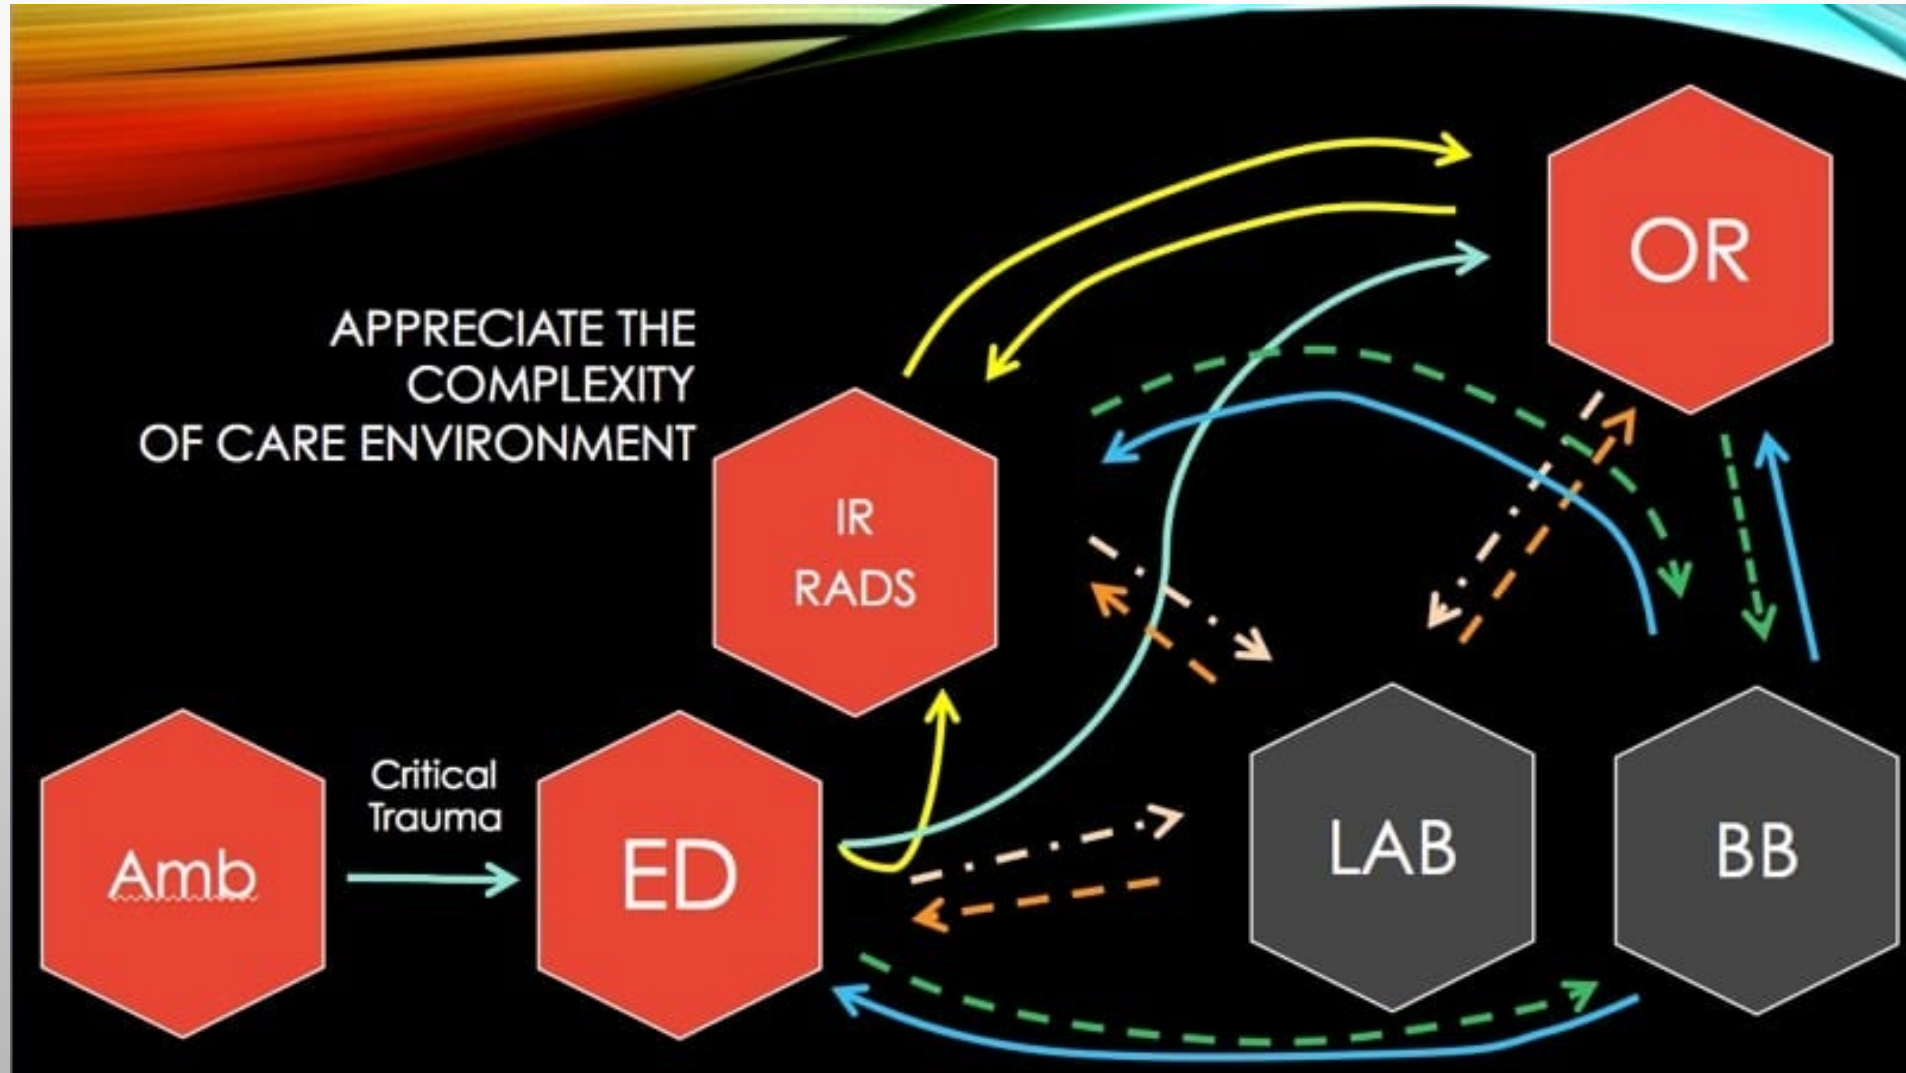 APPRECIATE THE
COMPLEXITY
OF CARE ENVIRONMENT
OR
IR
RADS
Critical
Trauma
Amb
ED
LAB
BB